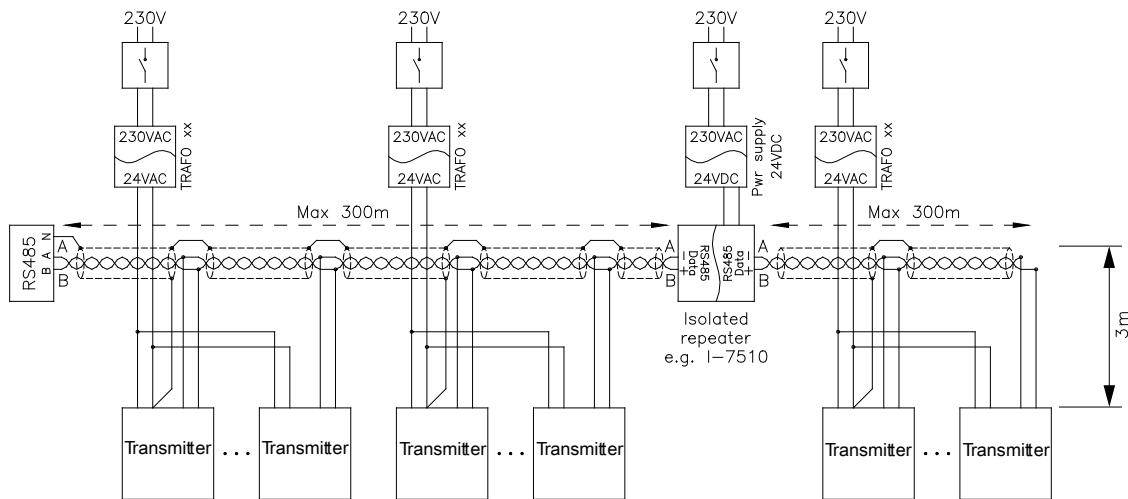 230V
230V
230V
230V
230VAC
24VAC
TRAFO xx
230VAC
24VAC
TRAFO xx
230VAC
24VDC
Pwr supply
24VDC
230VAC
24VAC
TRAFO xx
Max 300m
Max 300m
RS485
N
A
B
A
B
A
B
RS485
Data
- +
RS485
Data
- +
A
B
3m
Isolated
repeater
e.g. I-7510
Transmitter
...
Transmitter
Transmitter
...
Transmitter
Transmitter
...
Transmitter